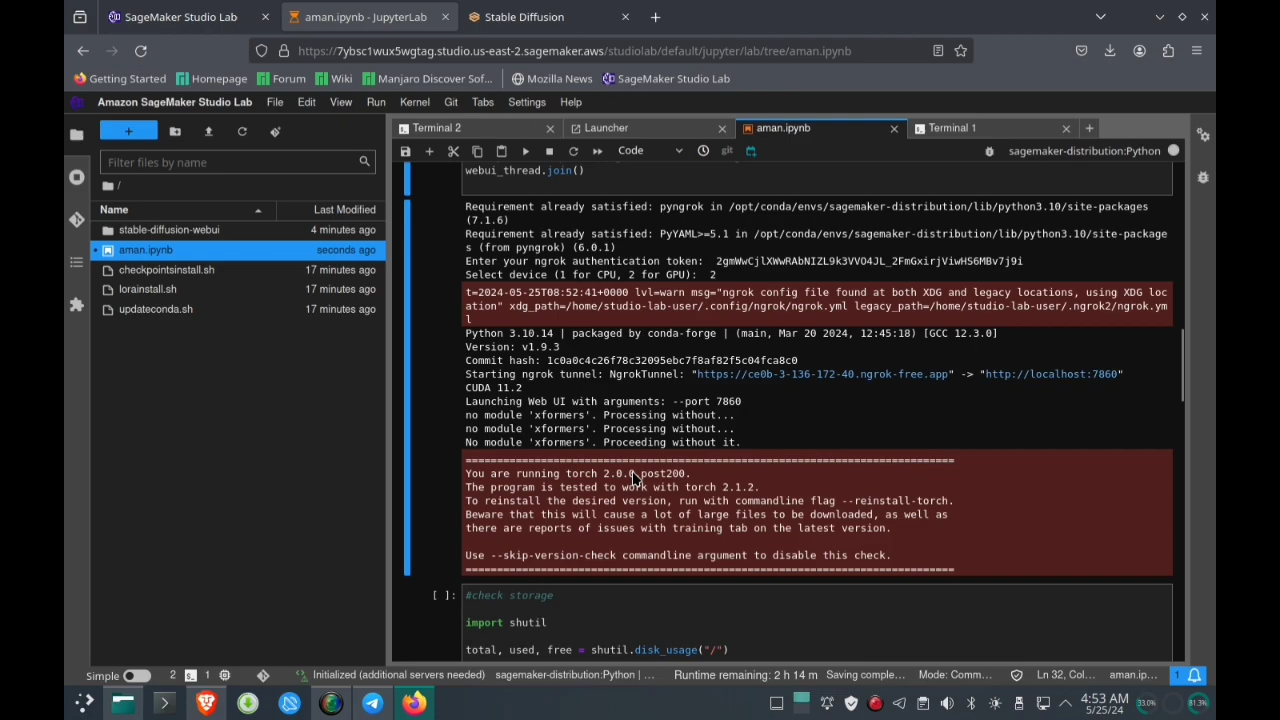 SageMaker Studio Lab
aman.ipynb - JupyterLab
Stable Diffusion
https://7ybsc1wux5wgtag.studio.us-east-2.sagemaker.aws/studiolab/default/jupyter/lab/tree/aman.ipynb
Getting Started
Homepage
Forum
Wiki
Manjaro Discover Sof...
Mozilla News
SageMaker Studio Lab
Amazon SageMaker Studio Lab File Edit View Run Kernel Git Tabs Settings Help
Terminal 2
Launcher
aman.ipynb
Terminal 1
Code
git
sagemaker-distribution:Python
Filter files by name
/
Name Last Modified
stable-diffusion-webui 4 minutes ago
aman.ipynb seconds ago
checkpointsinstall.sh 17 minutes ago
lorainstall.sh 17 minutes ago
updateconda.sh 17 minutes ago
webui_thread.join()
Requirement already satisfied: pyngrok in /opt/conda/envs/sagemaker-distribution/lib/python3.10/site-packages
(7.1.6)
Requirement already satisfied: PyYAML>=5.1 in /opt/conda/envs/sagemaker-distribution/lib/python3.10/site-package
s (from pyngrok) (6.0.1)
Enter your ngrok authentication token:  2gmWwCjlXWwRAbNIZL9k3VVO4JL_2FmGxirjViwHS6MBv7j9i
Select device (1 for CPU, 2 for GPU):  2
t=2024-05-25T08:52:41+0000 lvl=warn msg="ngrok config file found at both XDG and legacy locations, using XDG loc
ation" xdg_path=/home/studio-lab-user/.config/ngrok/ngrok.yml legacy_path=/home/studio-lab-user/.ngrok2/ngrok.ym
l
Python 3.10.14 | packaged by conda-forge | (main, Mar 20 2024, 12:45:18) [GCC 12.3.0]
Version: v1.9.3
Commit hash: 1c0a0c4c26f78c32095ebc7f8af82f5c04fca8c0
Starting ngrok tunnel: NgrokTunnel: "https://ce0b-3-136-172-40.ngrok-free.app" -> "http://localhost:7860"
CUDA 11.2
Launching Web UI with arguments: --port 7860
no module 'xformers'. Processing without...
no module 'xformers'. Processing without...
No module 'xformers'. Proceeding without it.
==============================================================================
You are running torch 2.0.0.post200.
The program is tested to work with torch 2.1.2.
To reinstall the desired version, run with commandline flag --reinstall-torch.
Beware that this will cause a lot of large files to be downloaded, as well as
there are reports of issues with training tab on the latest version.
Use --skip-version-check commandline argument to disable this check.
==============================================================================
[ ]: #check storage
import shutil
total, used, free = shutil.disk_usage("/")
Simple 2 1 Initialized (additional servers needed) sagemaker-distribution:Python | ... Runtime remaining: 2 h 14 m Saving comple... Mode: Comm... Ln 32, Col... aman.ip... 1
4:53 AM
5/25/24
33.0%
81.3%